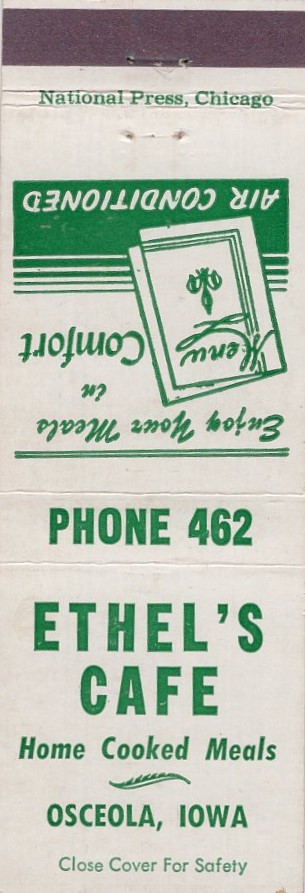 National Press, Chicago
Enjoy Your Meals
in
Comfort
Menu
AIR CONDITIONED
PHONE 462
ETHEL'S
CAFE
Home Cooked Meals
OSCEOLA, IOWA
Close Cover For Safety